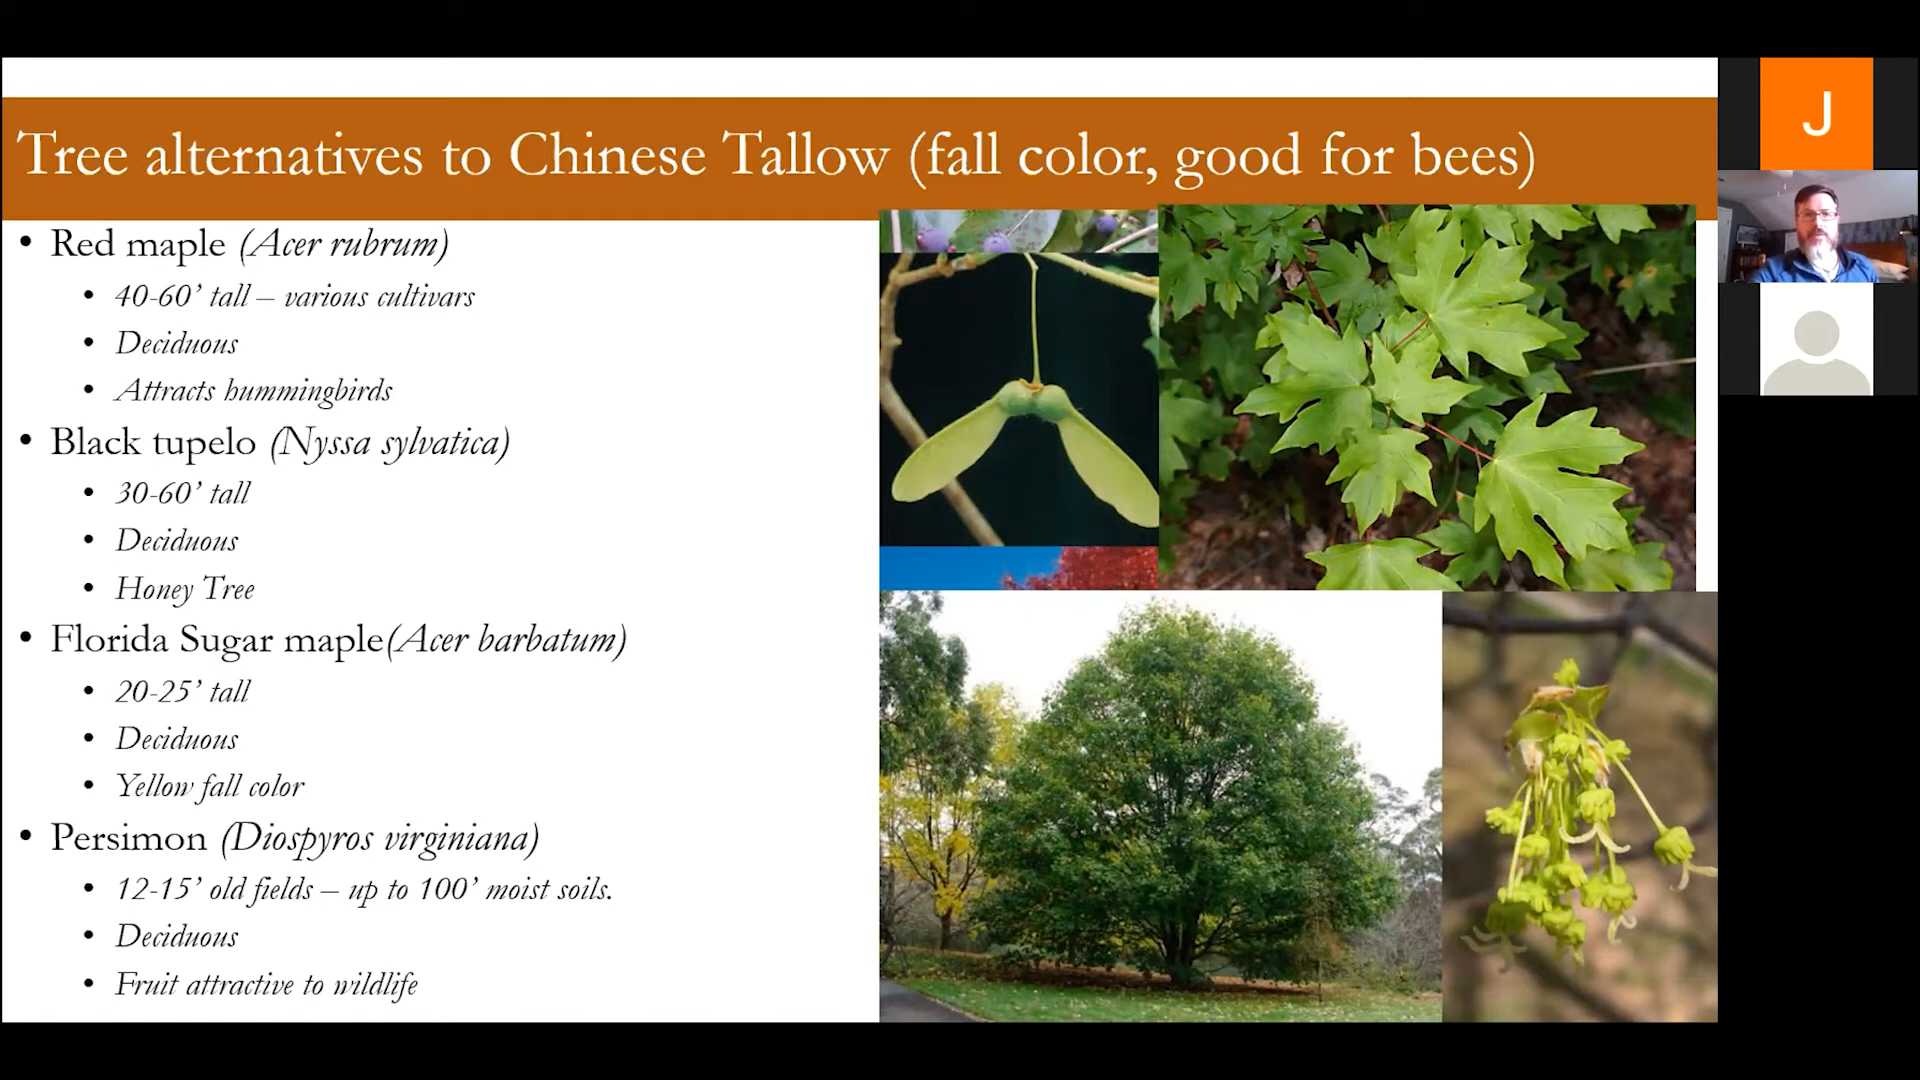 Tree alternatives to Chinese Tallow (fall color, good for bees)
• Red maple (Acer rubrum)
• 40-60’ tall – various cultivars
• Deciduous
• Attracts hummingbirds
• Black tupelo (Nyssa sylvatica)
• 30-60’ tall
• Deciduous
• Honey Tree
• Florida Sugar maple(Acer barbatum)
• 20-25’ tall
• Deciduous
• Yellow fall color
• Persimon (Diospyros virginiana)
• 12-15’ old fields – up to 100’ moist soils.
• Deciduous
• Fruit attractive to wildlife
J